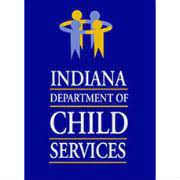 INDIANA
DEPARTMENT OF
CHILD
SERVICES